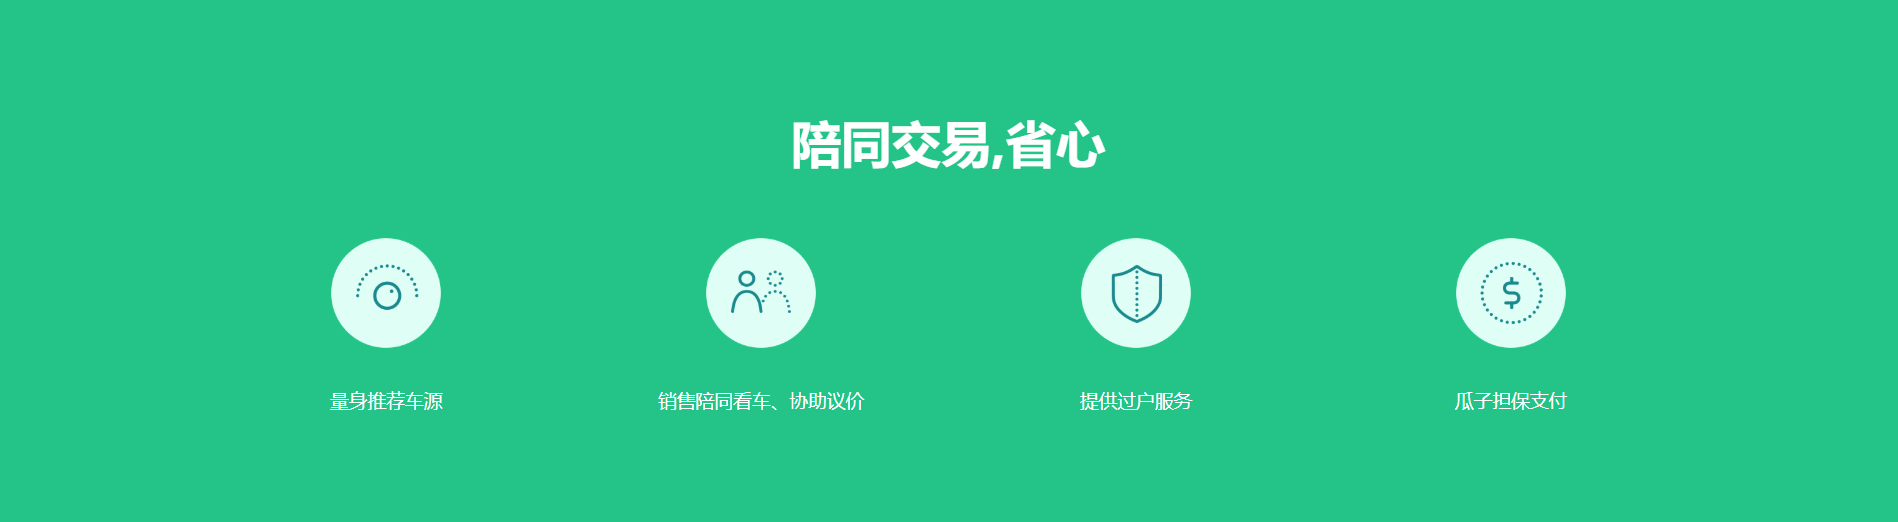 陪同交易,省心
量身推荐车源
销售陪同看车、协助议价
提供过户服务
瓜子担保支付